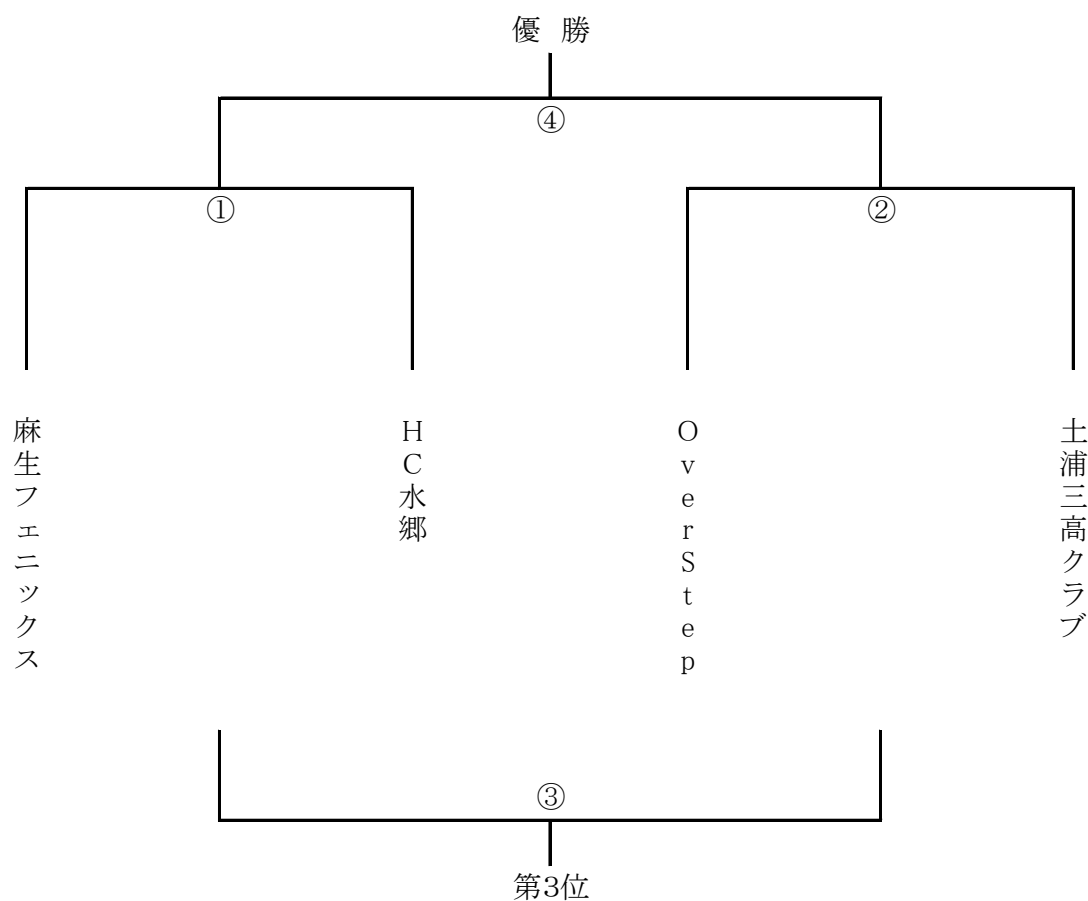 優 勝
④
①
②
麻生フェニックス
HC水郷
OverStep
土浦三高クラブ
③
第3位